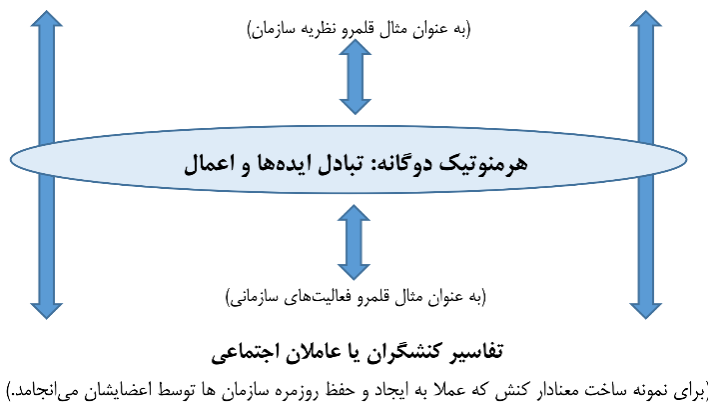 (به عنوان مثال قلمرو نظریه سازمان)
هرمنوتیک دوگانه: تبادل ایده‌ها و اعمال
(به عنوان مثال قلمرو فعالیت‌های سازمانی)
تفاسیر کنشگران یا عاملان اجتماعی
(برای نمونه ساخت معنادار کنش که عملا به ایجاد و حفظ روزمره سازمان ها توسط اعضایشان می‌انجامد.)